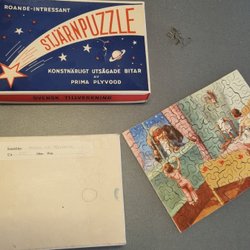 ROANDE-INTRESSANT
STJÄRNPUZZLE
KONSTNÄRLIGT UTSÅGADE BITAR
AV
PRIMA PLYWOOD
SVENSK TILLVERKNING